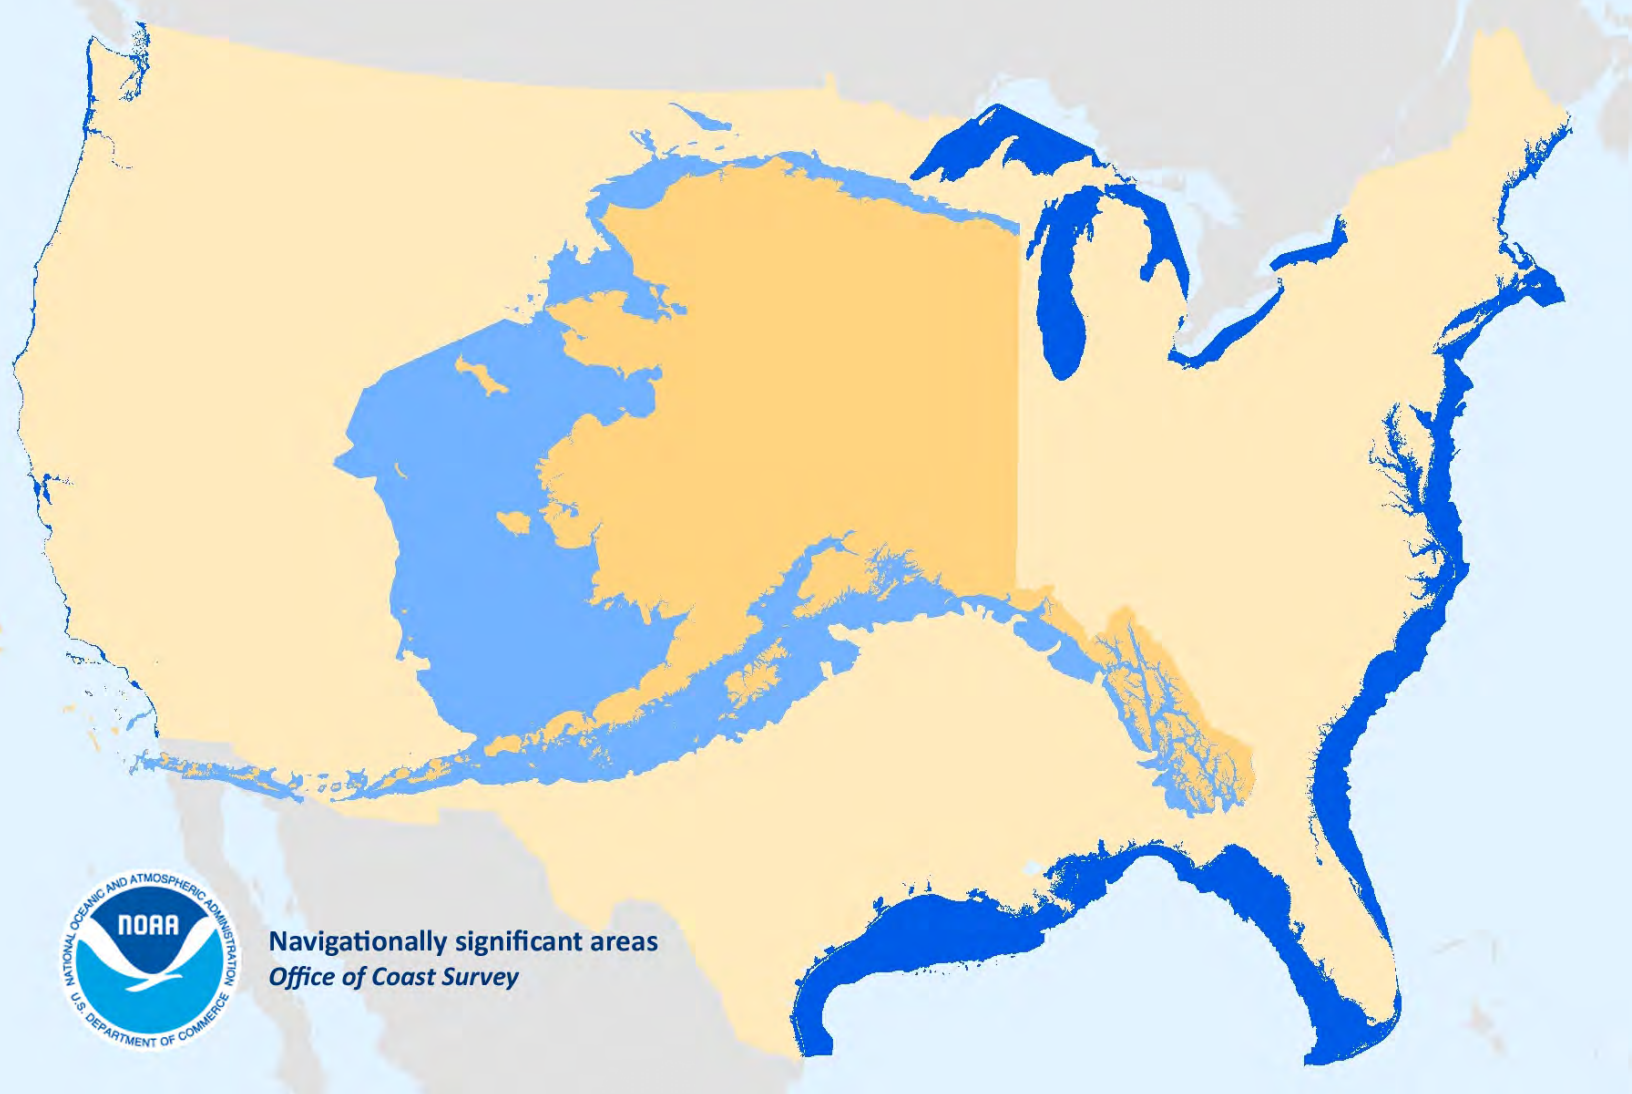 NATIONAL OCEANIC AND ATMOSPHERIC ADMINISTRATION
NOAA
U.S. DEPARTMENT OF COMMERCE
Navigationally significant areas
Office of Coast Survey